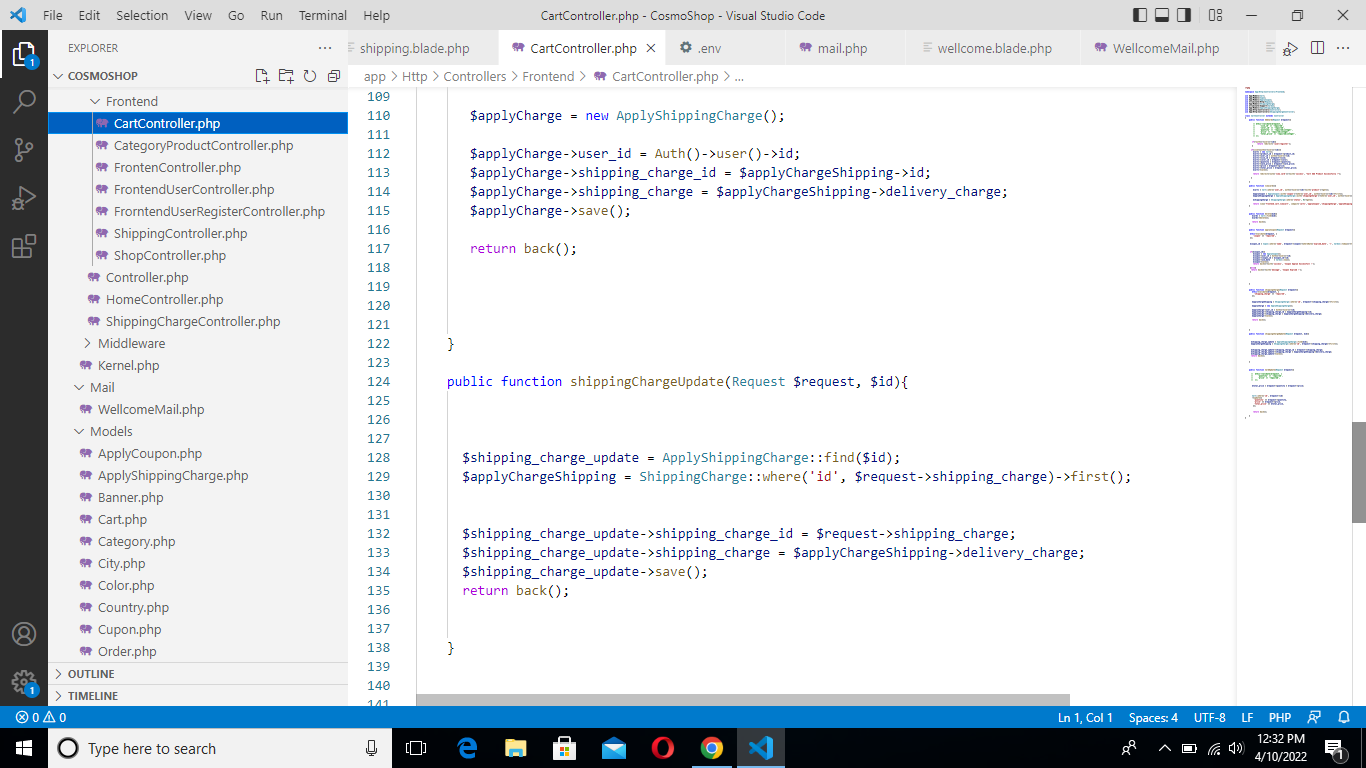 File Edit Selection View Go Run Terminal Help CartController.php - CosmoShop - Visual Studio Code
EXPLORER ··· shipping.blade.php CartController.php .env mail.php wellcome.blade.php WellcomeMail.php ···
COSMOSHOP
app > Http > Controllers > Frontend > CartController.php > ...
Frontend
CartController.php
CategoryProductController.php
FrontenController.php
FrontendUserController.php
FrorntendUserRegisterController.php
ShippingController.php
ShopController.php
Controller.php
HomeController.php
ShippingChargeController.php
Middleware
Kernel.php
Mail
WellcomeMail.php
Models
ApplyCoupon.php
ApplyShippingCharge.php
Banner.php
Cart.php
Category.php
City.php
Color.php
Country.php
Cupon.php
Order.php
OUTLINE
TIMELINE
1
1
109
110 $applyCharge = new ApplyShippingCharge();
111
112 $applyCharge->user_id = Auth()->user()->id;
113 $applyCharge->shipping_charge_id = $applyChargeShipping->id;
114 $applyCharge->shipping_charge = $applyChargeShipping->delivery_charge;
115 $applyCharge->save();
116
117 return back();
118
119
120
121
122 }
123
124 public function shippingChargeUpdate(Request $request, $id){
125
126
127
128 $shipping_charge_update = ApplyShippingCharge::find($id);
129 $applyChargeShipping = ShippingCharge::where('id', $request->shipping_charge)->first();
130
131
132 $shipping_charge_update->shipping_charge_id = $request->shipping_charge;
133 $shipping_charge_update->shipping_charge = $applyChargeShipping->delivery_charge;
134 $shipping_charge_update->save();
135 return back();
136
137
138 }
139
140
141
0 0 Ln 1, Col 1 Spaces: 4 UTF-8 LF PHP
Type here to search
12:32 PM
4/10/2022
1